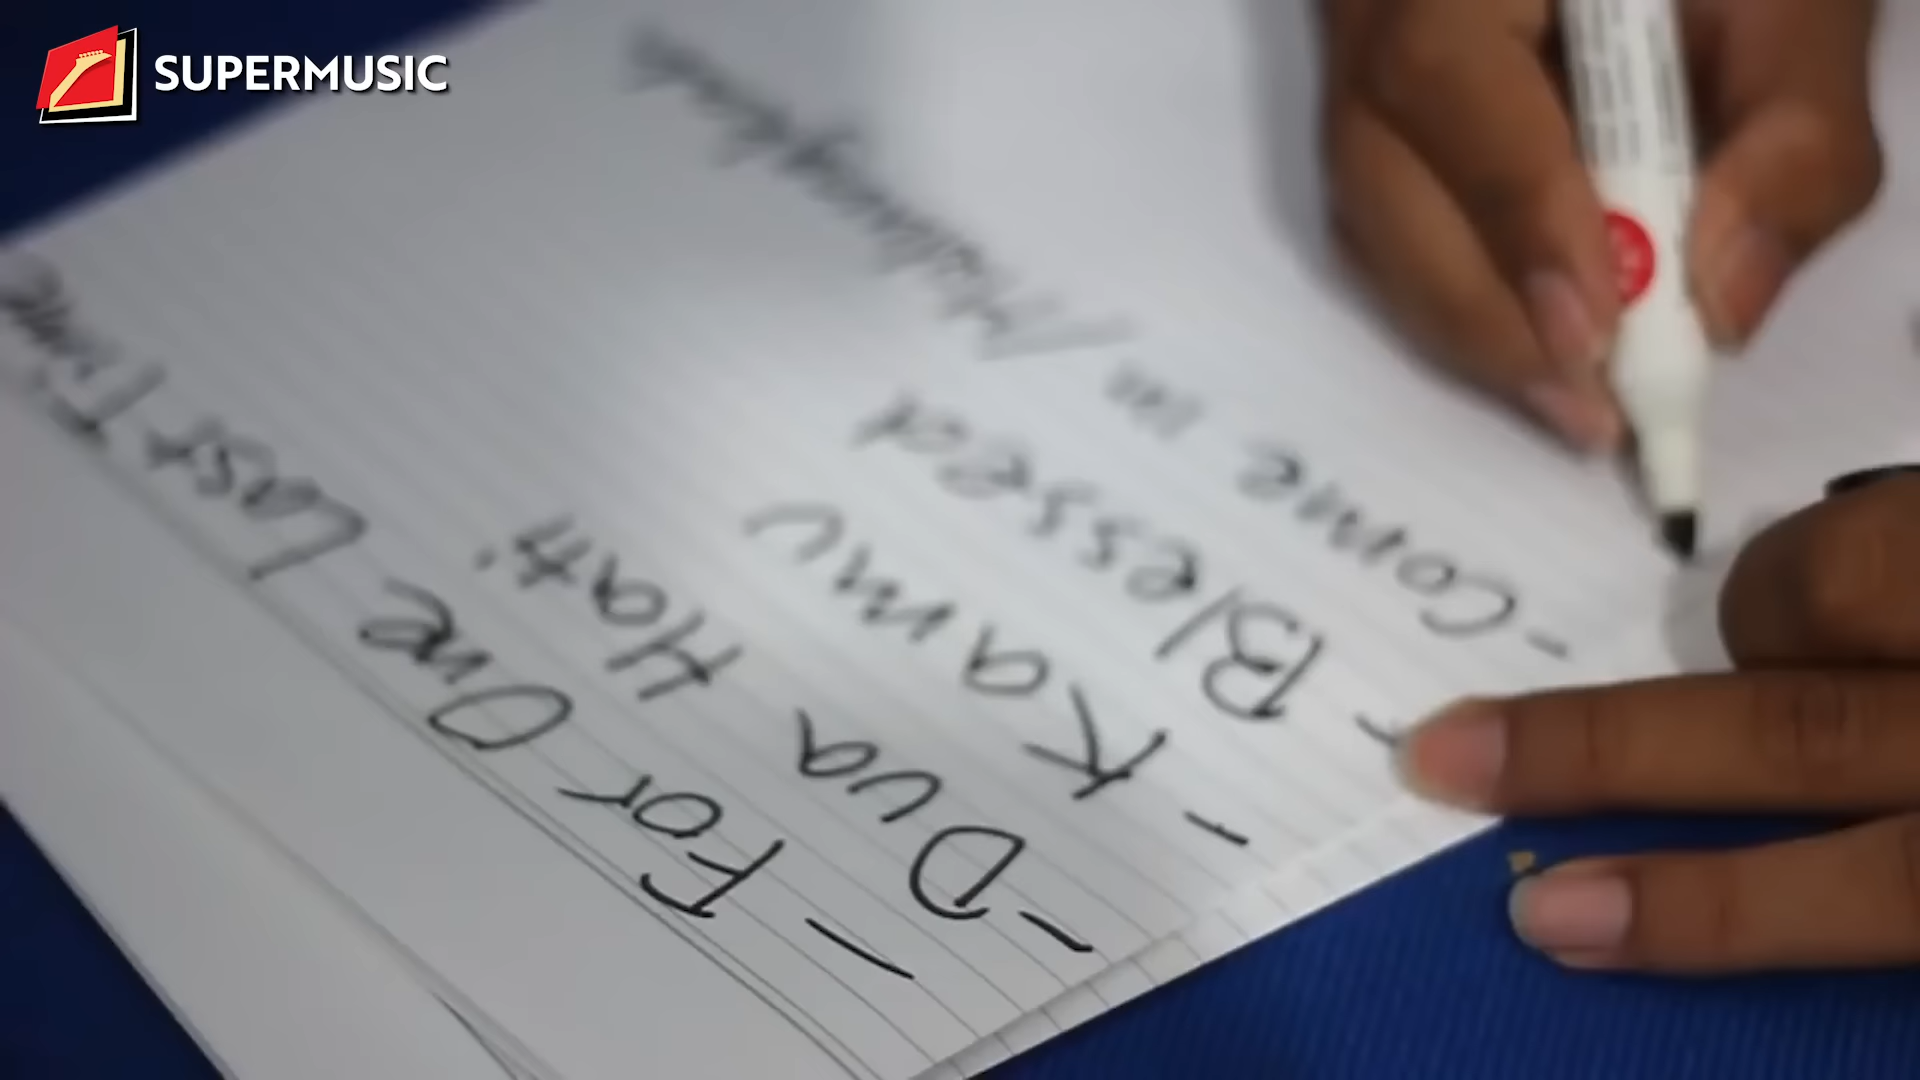 SUPERMUSIC
- For One Last Time
- Dua Hati
- Kamu
- Blessed
- Come in /